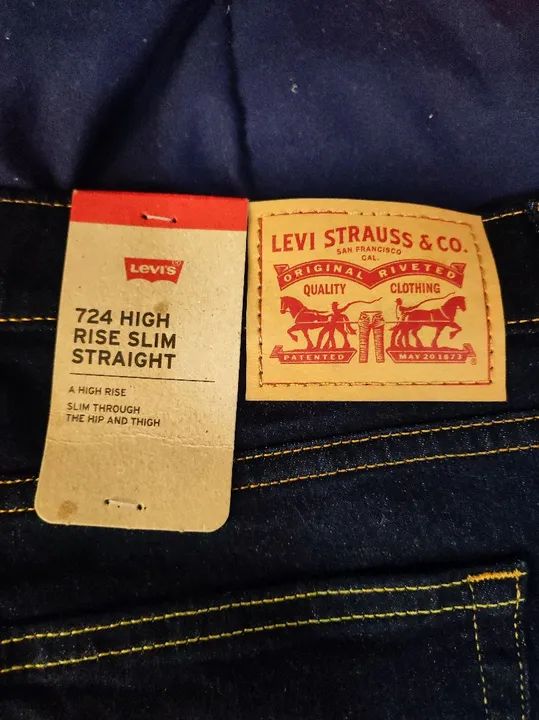 LEVI'S
724 HIGH
RISE SLIM
STRAIGHT
A HIGH RISE
SLIM THROUGH
THE HIP AND THIGH
LEVI STRAUSS & CO.
SAN FRANCISCO
CAL.
ORIGINAL RIVETED
QUALITY CLOTHING
PATENTED MAY 20 1873
®